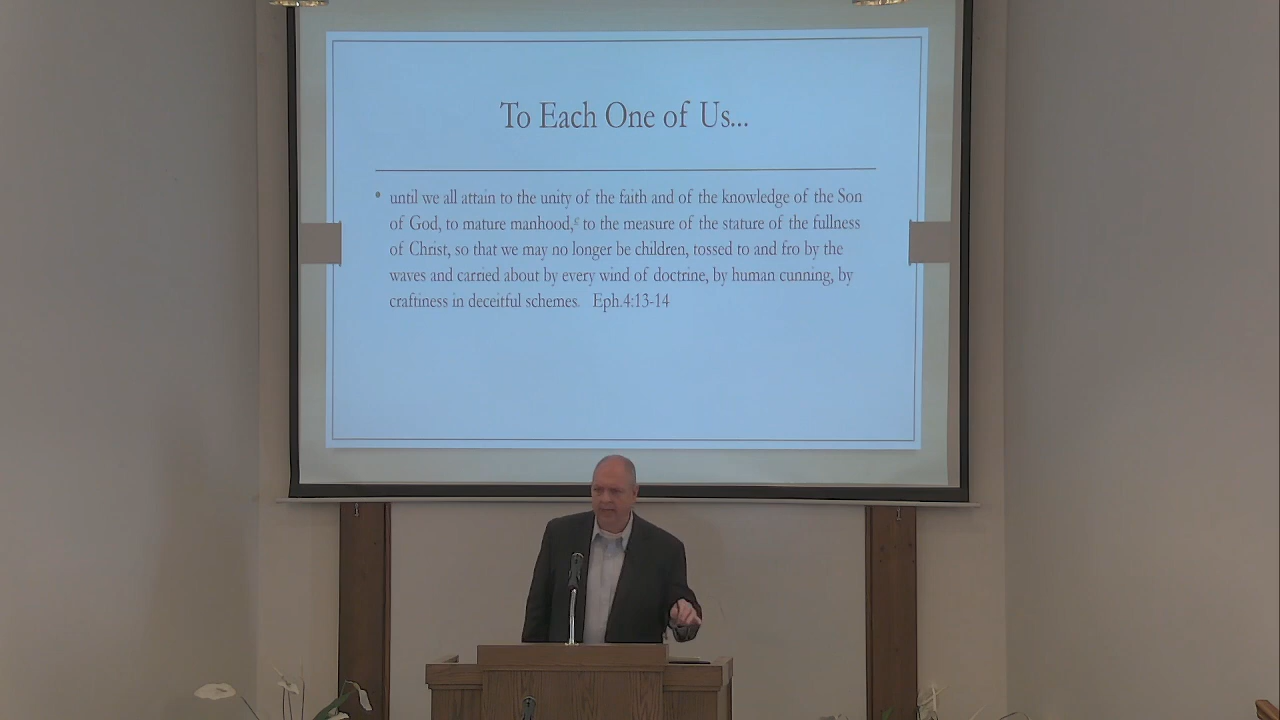 To Each One of Us...
• until we all attain to the unity of the faith and of the knowledge of the Son
of God, to mature manhood,ᶜ to the measure of the stature of the fullness
of Christ, so that we may no longer be children, tossed to and fro by the
waves and carried about by every wind of doctrine, by human cunning, by
craftiness in deceitful schemes. Eph.4:13-14